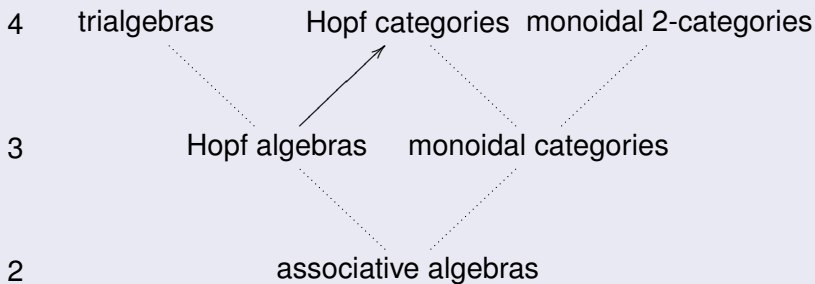 4 trialgebras Hopf categories monoidal 2-categories
3 Hopf algebras monoidal categories
2 associative algebras